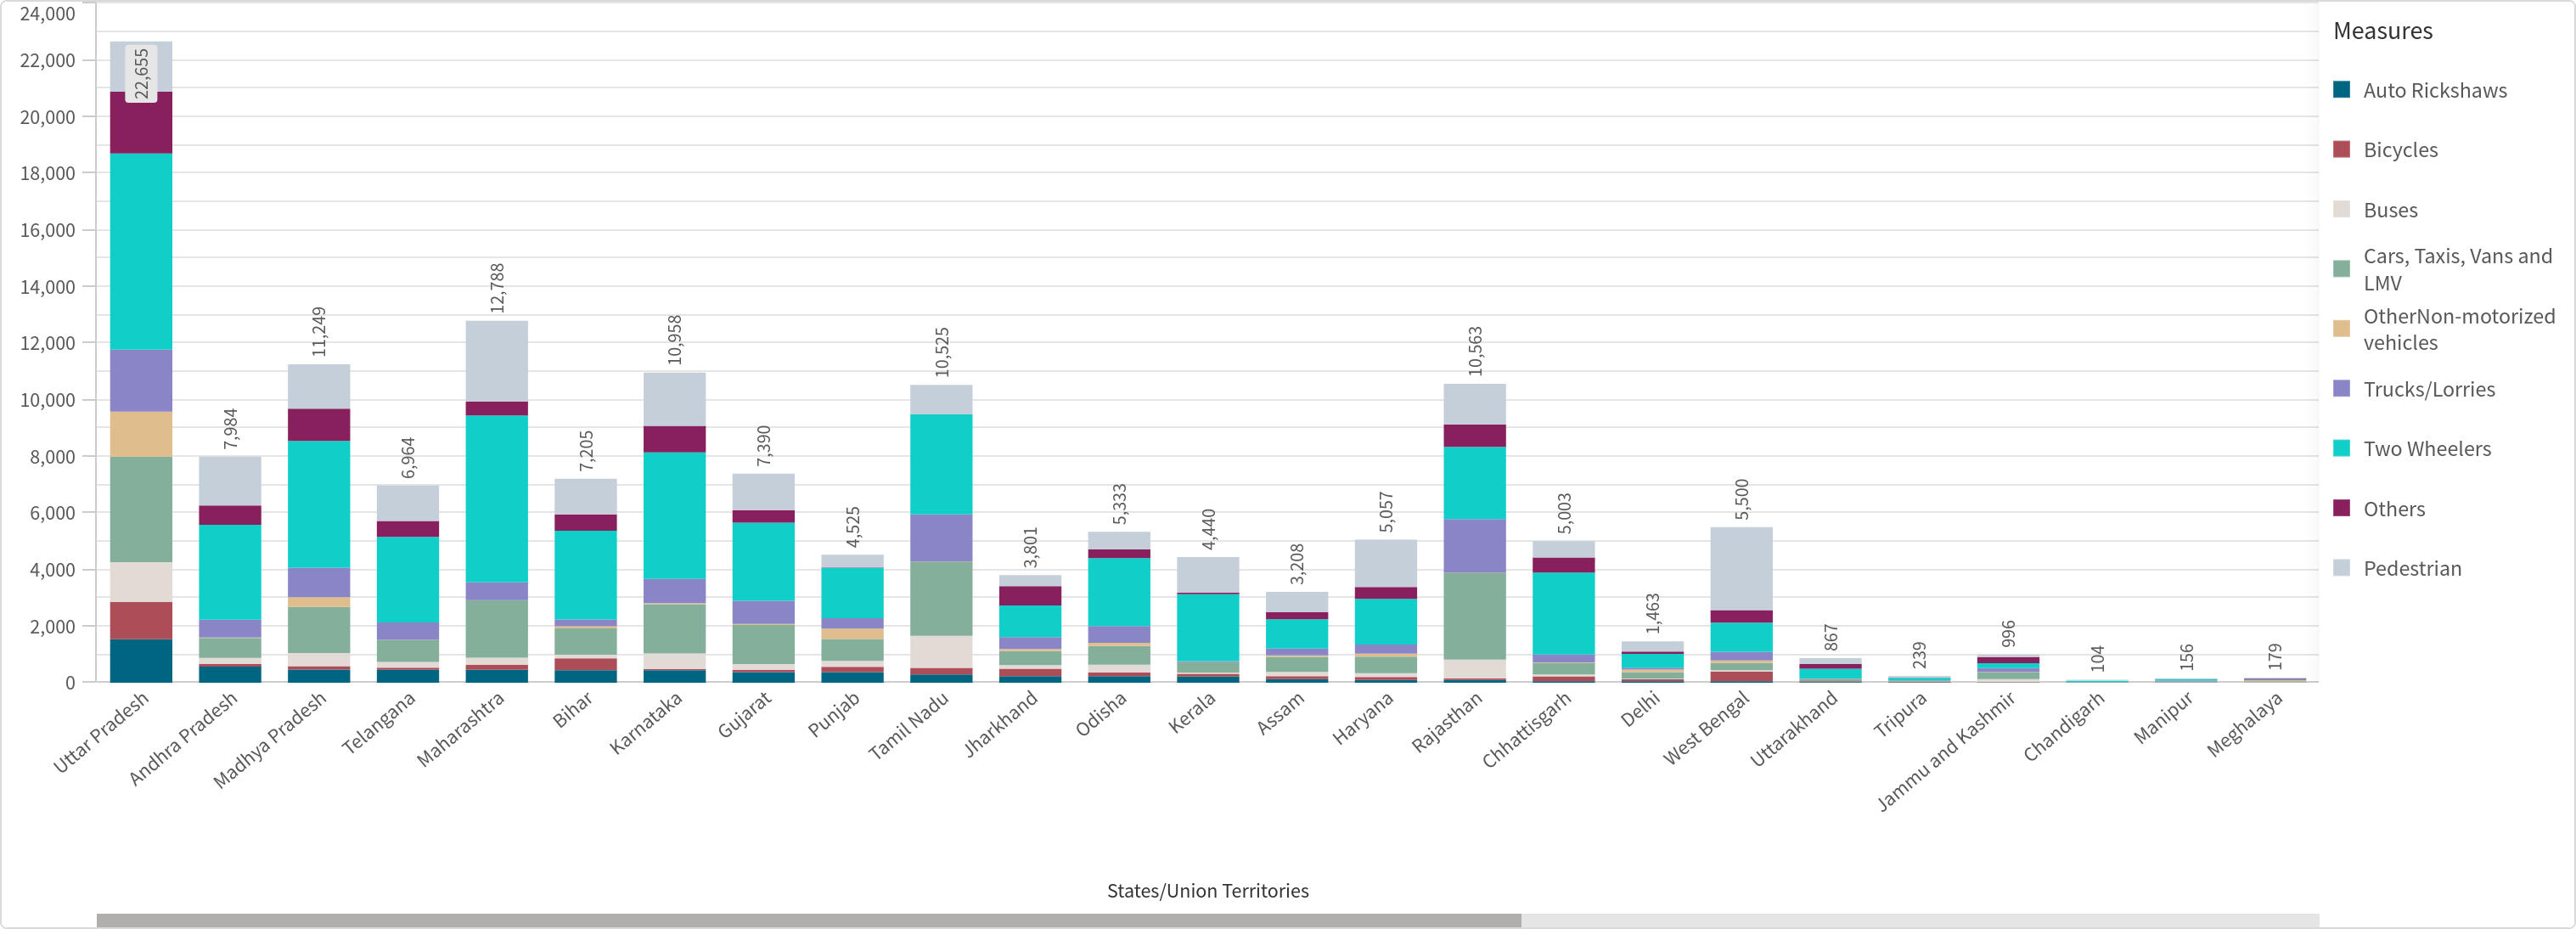 24,000
22,000
20,000
18,000
16,000
14,000
12,000
10,000
8,000
6,000
4,000
2,000
0
22,655
7,984
11,249
6,964
12,788
7,205
10,958
7,390
4,525
10,525
3,801
5,333
4,440
3,208
5,057
10,563
5,003
1,463
5,500
867
239
996
104
156
179
Uttar Pradesh
Andhra Pradesh
Madhya Pradesh
Telangana
Maharashtra
Bihar
Karnataka
Gujarat
Punjab
Tamil Nadu
Jharkhand
Odisha
Kerala
Assam
Haryana
Rajasthan
Chhattisgarh
Delhi
West Bengal
Uttarakhand
Tripura
Jammu and Kashmir
Chandigarh
Manipur
Meghalaya
States/Union Territories
Measures
Auto Rickshaws
Bicycles
Buses
Cars, Taxis, Vans and
LMV
OtherNon-motorized
vehicles
Trucks/Lorries
Two Wheelers
Others
Pedestrian